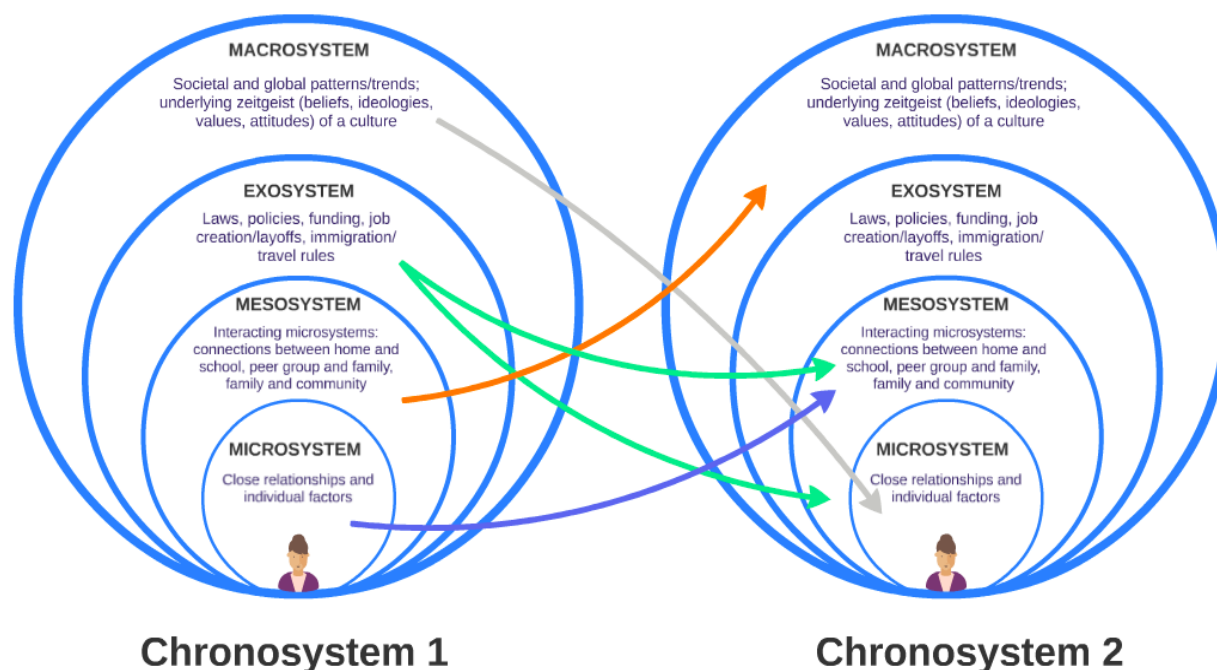 MACROSYSTEM
Societal and global patterns/trends;
underlying zeitgeist (beliefs, ideologies,
values, attitudes) of a culture
EXOSYSTEM
Laws, policies, funding, job
creation/layoffs, immigration/
travel rules
MESOSYSTEM
Interacting microsystems:
connections between home and
school, peer group and family,
family and community
MICROSYSTEM
Close relationships and
individual factors
Chronosystem 1
MACROSYSTEM
Societal and global patterns/trends;
underlying zeitgeist (beliefs, ideologies,
values, attitudes) of a culture
EXOSYSTEM
Laws, policies, funding, job
creation/layoffs, immigration/
travel rules
MESOSYSTEM
Interacting microsystems:
connections between home and
school, peer group and family,
family and community
MICROSYSTEM
Close relationships and
individual factors
Chronosystem 2